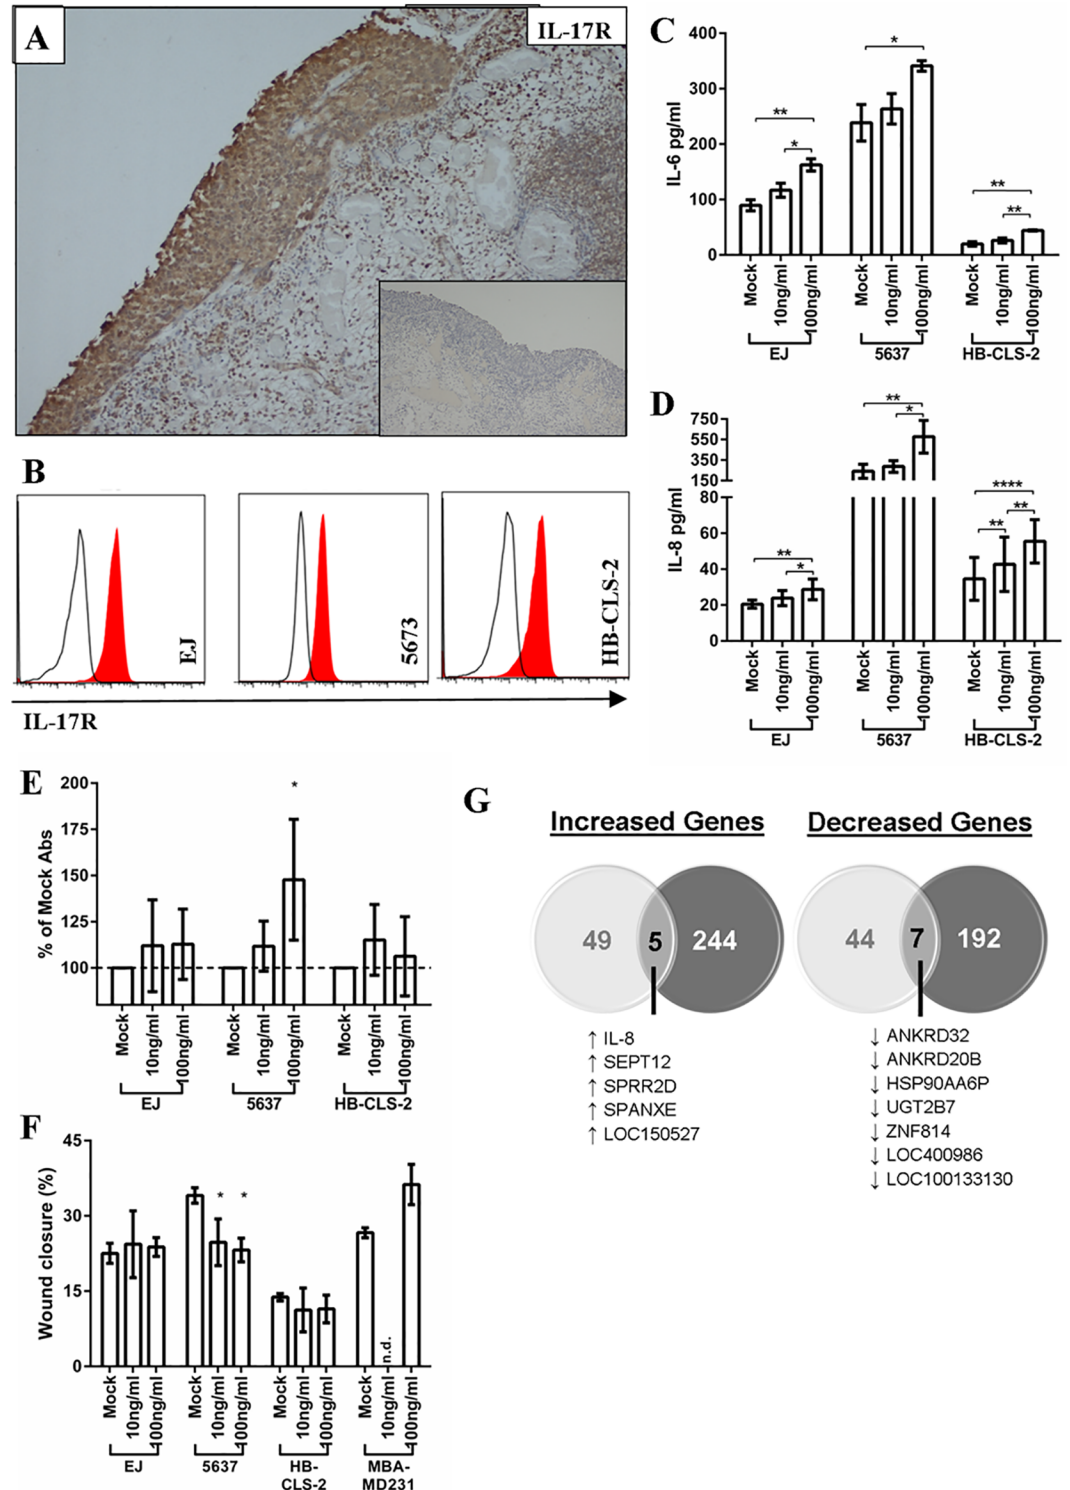 A
IL-17R
B
EJ
5673
HB-CLS-2
IL-17R
C
IL-6 pg/ml
400
300
200
100
0
**
*
*
**
**
Mock
10ng/ml
100ng/ml
Mock
10ng/ml
100ng/ml
Mock
10ng/ml
100ng/ml
EJ
5637
HB-CLS-2
D
IL-8 pg/ml
750
550
350
150
80
60
40
20
0
**
*
**
*
****
**
**
Mock
10ng/ml
100ng/ml
Mock
10ng/ml
100ng/ml
Mock
10ng/ml
100ng/ml
EJ
5637
HB-CLS-2
E
% of Mock Abs
200
175
150
125
100
*
Mock
10ng/ml
100ng/ml
Mock
10ng/ml
100ng/ml
Mock
10ng/ml
100ng/ml
EJ
5637
HB-CLS-2
F
Wound closure (%)
45
30
15
0
* *
n.d.
Mock
10ng/ml
100ng/ml
Mock
10ng/ml
100ng/ml
Mock
10ng/ml
100ng/ml
Mock
10ng/ml
100ng/ml
EJ
5637
HB-
CLS-2
MBA-
MD231
G
Increased Genes
49 5 244
↑ IL-8
↑ SEPT12
↑ SPRR2D
↑ SPANXE
↑ LOC150527
Decreased Genes
44 7 192
↓ ANKRD32
↓ ANKRD20B
↓ HSP90AA6P
↓ UGT2B7
↓ ZNF814
↓ LOC400986
↓ LOC100133130